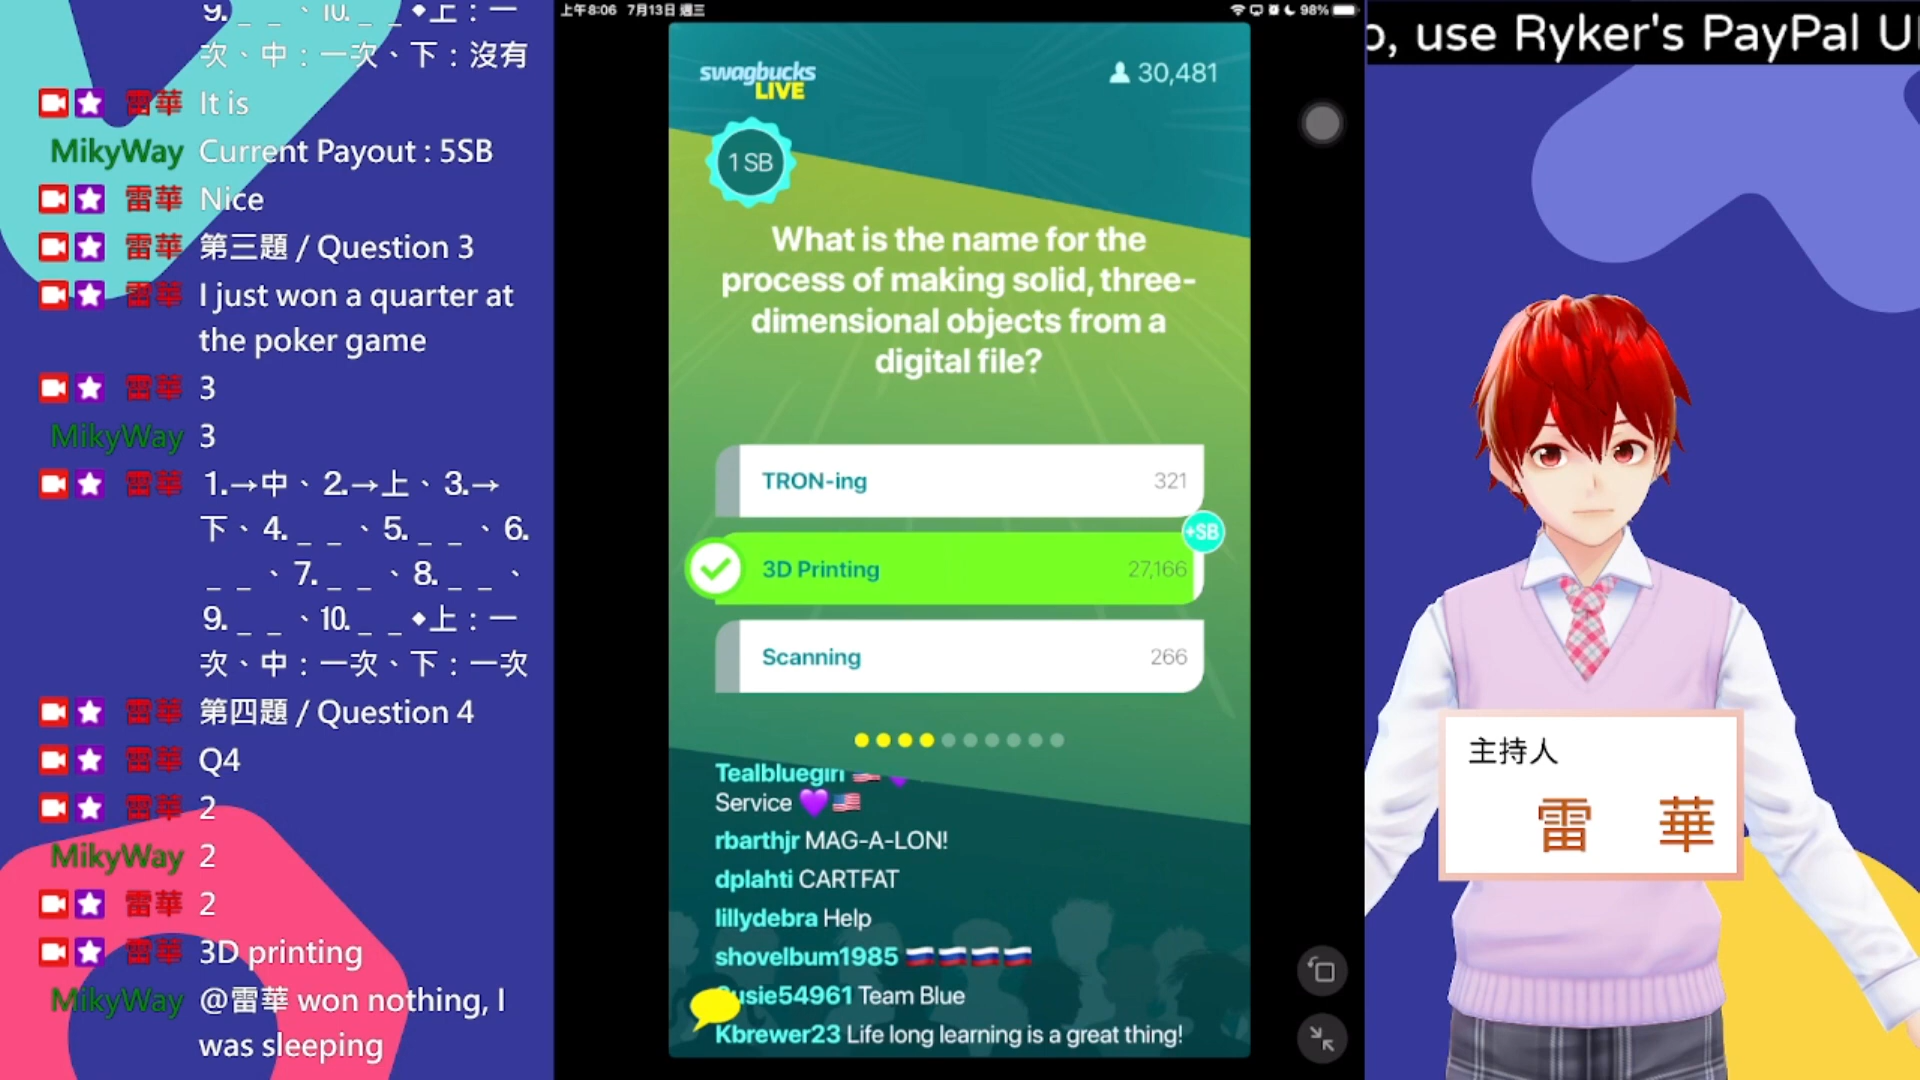 9. _ _ 、10. _ _ ◆上：一
次、中：一次、下：沒有
雷華 It is
MikyWay Current Payout : 5SB
雷華 Nice
雷華 第三題 / Question 3
雷華 I just won a quarter at
the poker game
雷華 3
MikyWay 3
雷華 1.→中、2.→上、3.→
下、4. _ _ 、5. _ _ 、6.
_ _ 、7. _ _ 、8. _ _ 、
9. _ _ 、10. _ _ ◆上：一
次、中：一次、下：一次
雷華 第四題 / Question 4
雷華 Q4
雷華 2
MikyWay 2
雷華 2
雷華 3D printing
MikyWay @雷華 won nothing, I
was sleeping
上午8:06 7月13日 週三
98%
swagbucks
LIVE
30,481
1 SB
What is the name for the
process of making solid, three-
dimensional objects from a
digital file?
TRON-ing 321
+SB
3D Printing 27,166
Scanning 266
Tealbluegirl
Service 💜🇺🇸
rbarthjr MAG-A-LON!
dplahti CARTFAT
lillydebra Help
shovelbum1985 🇷🇺🇷🇺🇷🇺🇷🇺
Susie54961 Team Blue
Kbrewer23 Life long learning is a great thing!
o, use Ryker's PayPal U
主持人
雷 華